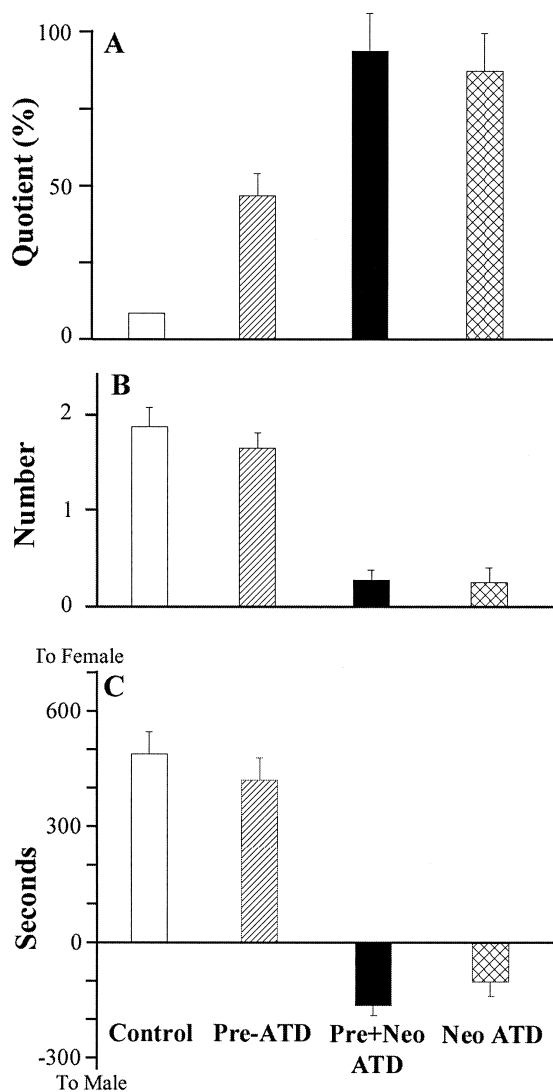 A
100
50
0
Quotient (%)
B
2
1
0
Number
To Female
C
600
300
0
-300
Seconds
Control Pre-ATD Pre+Neo ATD Neo ATD
To Male